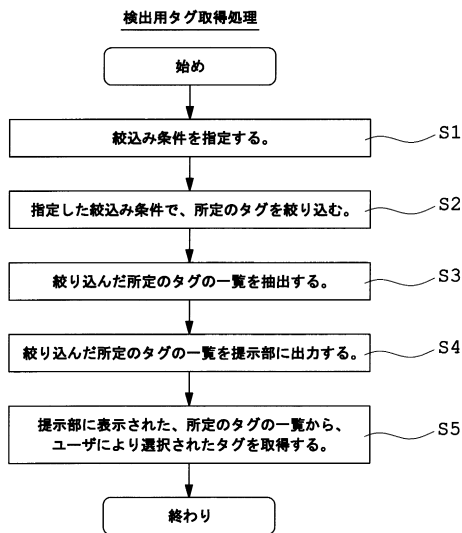 検出用タグ取得処理
始め
絞込み条件を指定する。
S1
指定した絞込み条件で、所定のタグを絞り込む。
S2
絞り込んだ所定のタグの一覧を抽出する。
S3
絞り込んだ所定のタグの一覧を提示部に出力する。
S4
提示部に表示された、所定のタグの一覧から、
ユーザにより選択されたタグを取得する。
S5
終わり